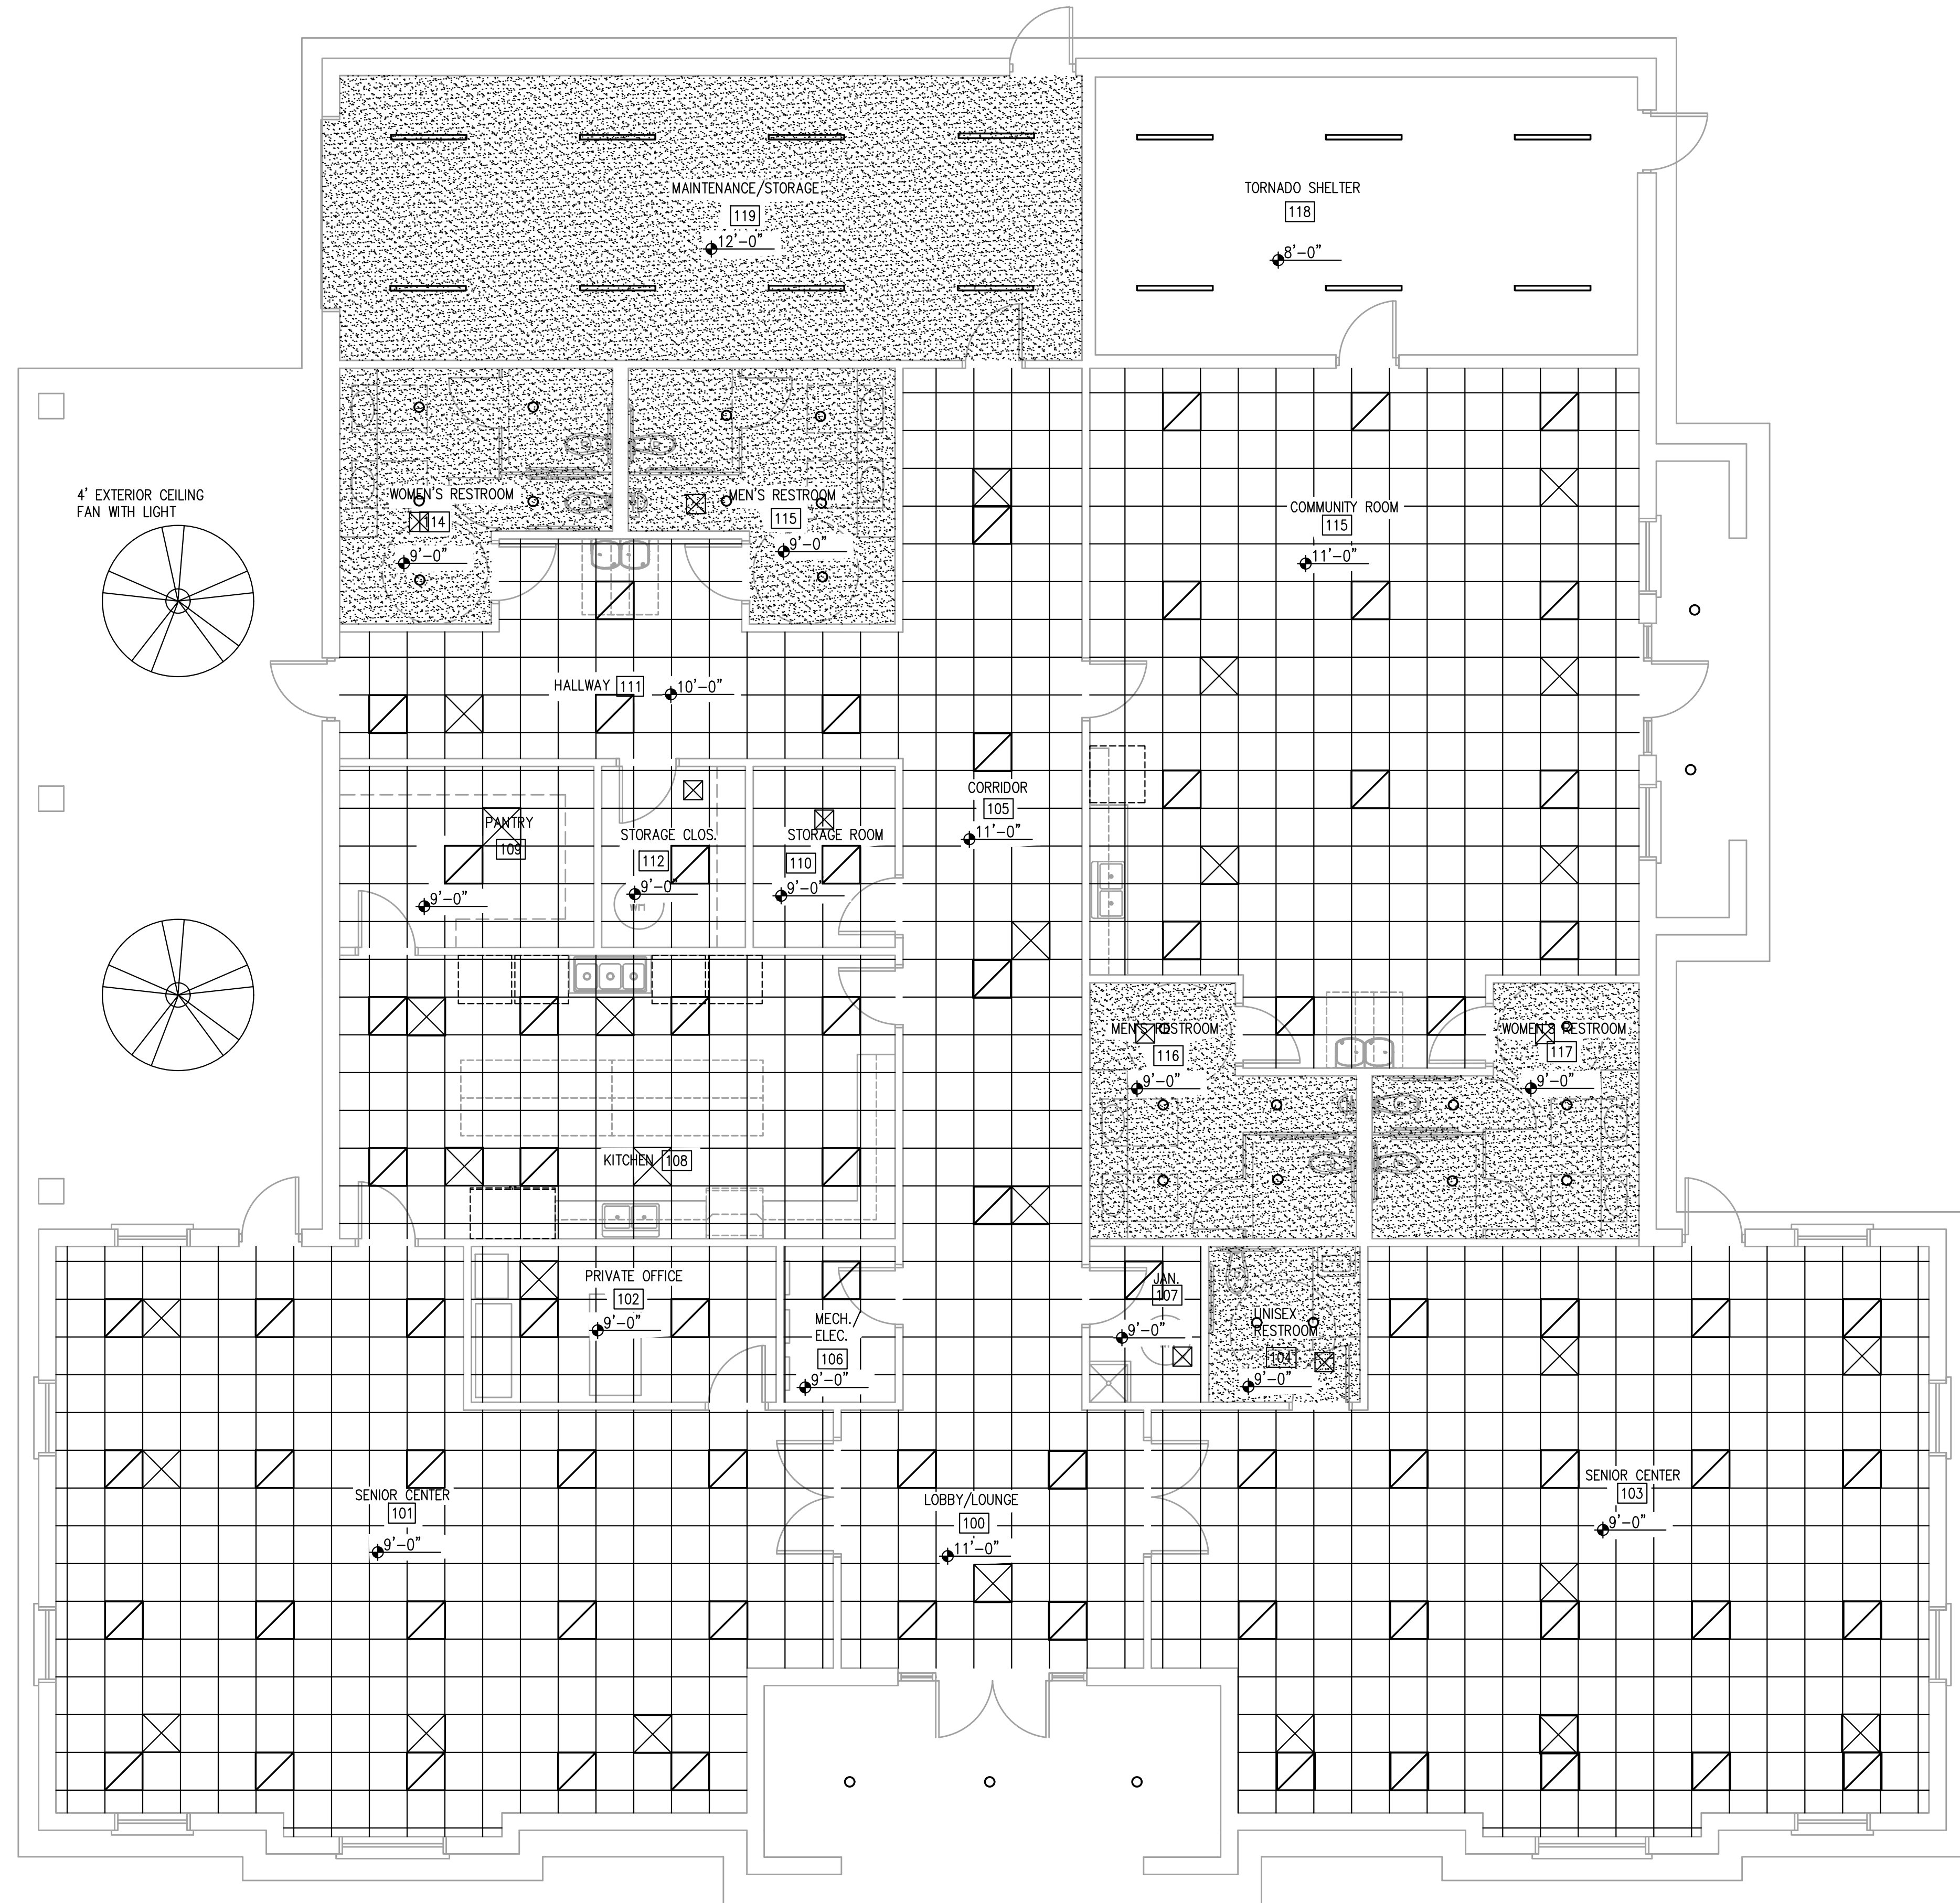 MAINTENANCE/STORAGE
119
12'-0"
TORNADO SHELTER
118
8'-0"
4' EXTERIOR CEILING
FAN WITH LIGHT
WOMEN'S RESTROOM
114
9'-0"
MEN'S RESTROOM
115
9'-0"
COMMUNITY ROOM
115
11'-0"
HALLWAY 111 10'-0"
CORRIDOR
105
11'-0"
PANTRY
109
9'-0"
STORAGE CLOS.
112
9'-0"
WH
STORAGE ROOM
110
9'-0"
MEN'S RESTROOM
116
9'-0"
WOMEN'S RESTROOM
117
9'-0"
KITCHEN 108
PRIVATE OFFICE
102
9'-0"
MECH./
ELEC.
106
9'-0"
JAN.
107
9'-0"
UNISEX
RESTROOM
104
9'-0"
SENIOR CENTER
101
9'-0"
LOBBY/LOUNGE
100
11'-0"
SENIOR CENTER
103
9'-0"